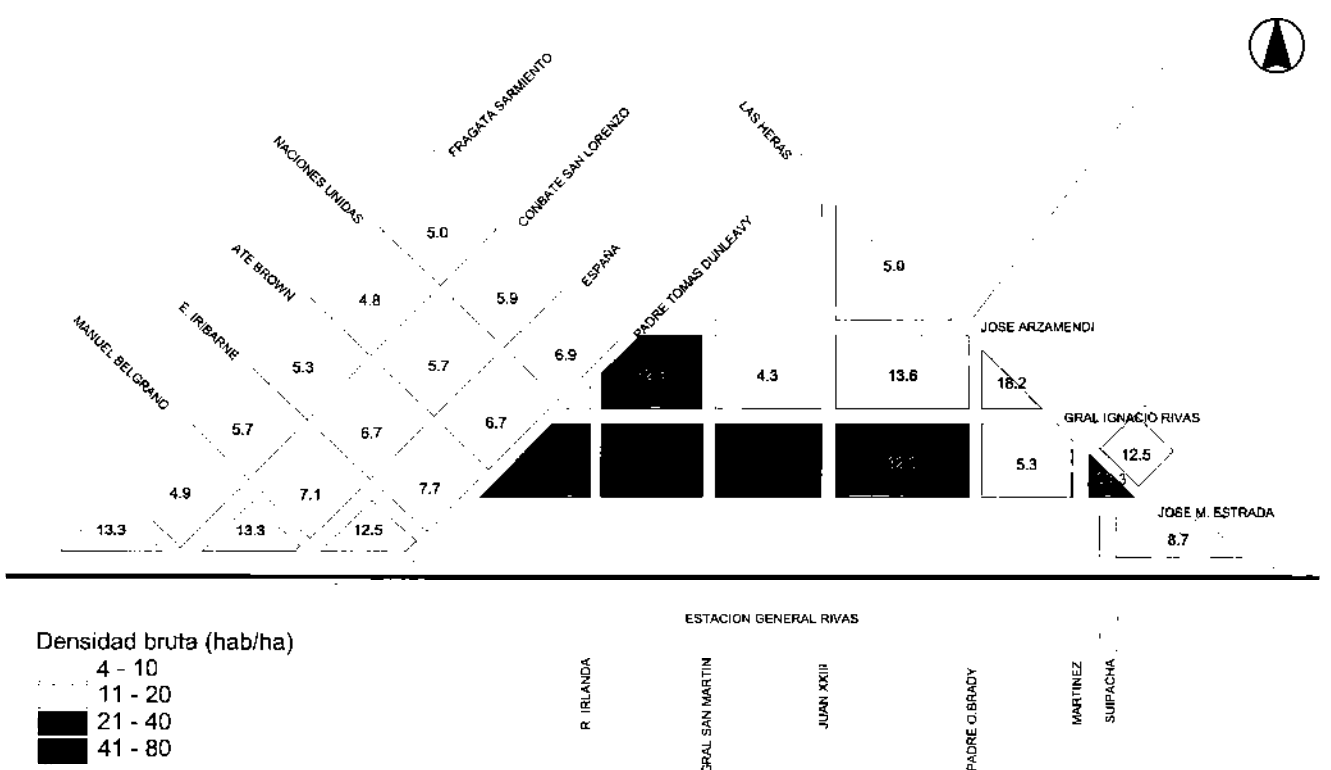 FRAGATA SARMIENTO
CONBATE SAN LORENZO
LAS HERAS
NACIONES UNIDAS
5.0
ATE BROWN
ESPAÑA
PADRE TOMAS DUNLEAVY
5.0
4.8
5.9
E. IRIBARNE
MANUEL BELGRANO
JOSE ARZAMENDI
5.3
5.7
6.9
4.3
13.6
18.2
GRAL IGNACIO RIVAS
5.7
6.7
6.7
12.5
5.3
4.9
7.1
7.7
JOSE M. ESTRADA
13.3
13.3
12.5
8.7
ESTACION GENERAL RIVAS
Densidad bruta (hab/ha)
4 - 10
11 - 20
21 - 40
41 - 80
R IRLANDA
GRAL SAN MARTIN
JUAN XXIII
PADRE O.BRADY
MARTINEZ
SUIPACHA